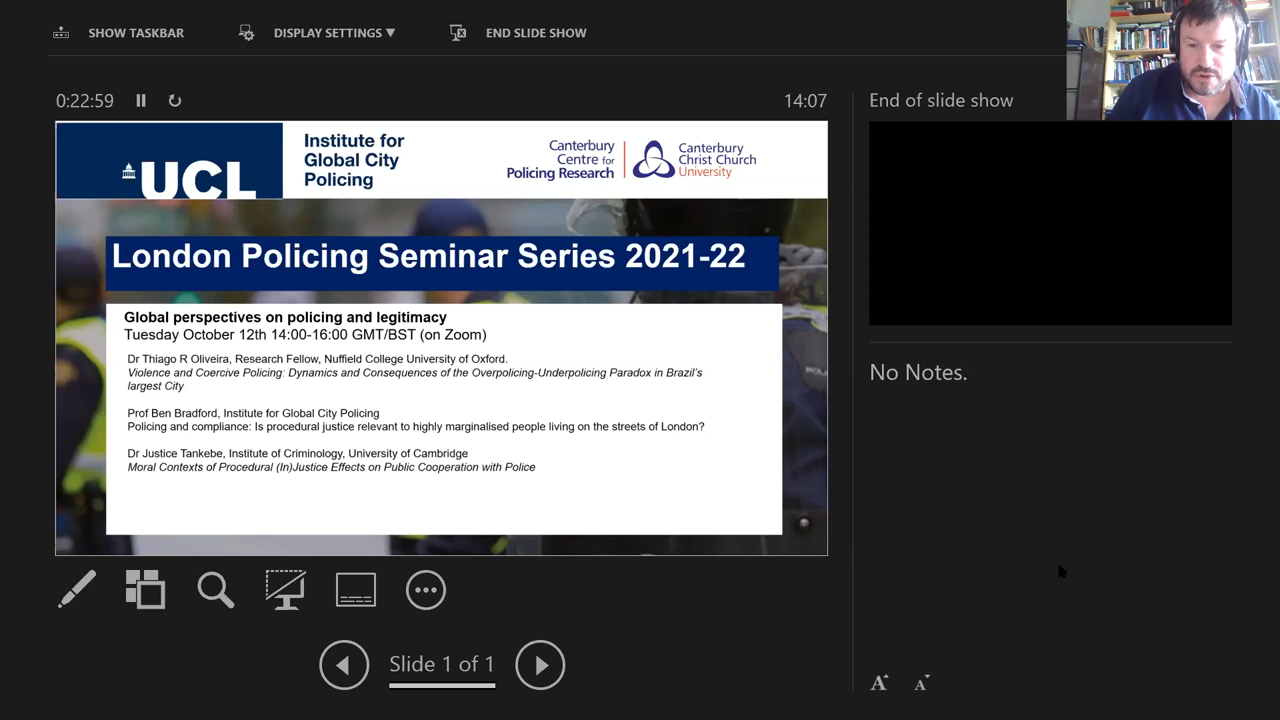 SHOW TASKBAR
DISPLAY SETTINGS ▼
END SLIDE SHOW
0:22:59
14:07
End of slide show
UCL
Institute for
Global City
Policing
Canterbury
Centre for
Policing Research
Canterbury
Christ Church
University
London Policing Seminar Series 2021-22
Global perspectives on policing and legitimacy
Tuesday October 12th 14:00-16:00 GMT/BST (on Zoom)
Dr Thiago R Oliveira, Research Fellow, Nuffield College University of Oxford.
Violence and Coercive Policing: Dynamics and Consequences of the Overpolicing-Underpolicing Paradox in Brazil's
largest City
Prof Ben Bradford, Institute for Global City Policing
Policing and compliance: Is procedural justice relevant to highly marginalised people living on the streets of London?
Dr Justice Tankebe, Institute of Criminology, University of Cambridge
Moral Contexts of Procedural (In)Justice Effects on Public Cooperation with Police
No Notes.
Slide 1 of 1
A
A